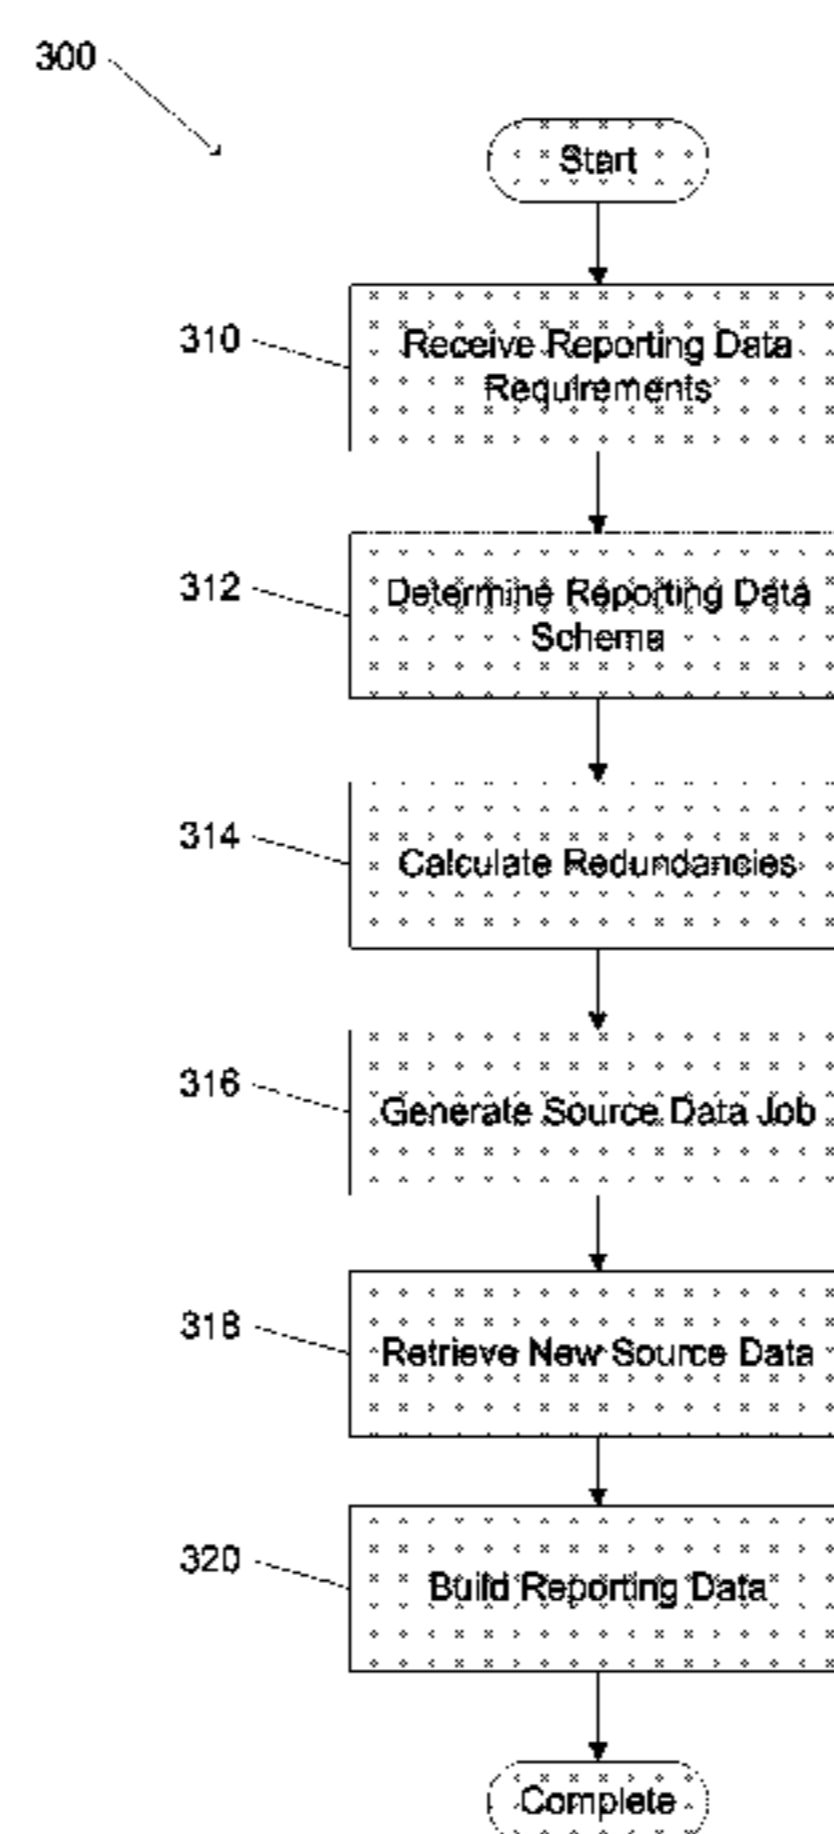 300
Start
310
Receive Reporting Data
Requirements
312
Determine Reporting Data
Schema
314
Calculate Redundancies
316
Generate Source Data Job
318
Retrieve New Source Data
320
Build Reporting Data
Complete